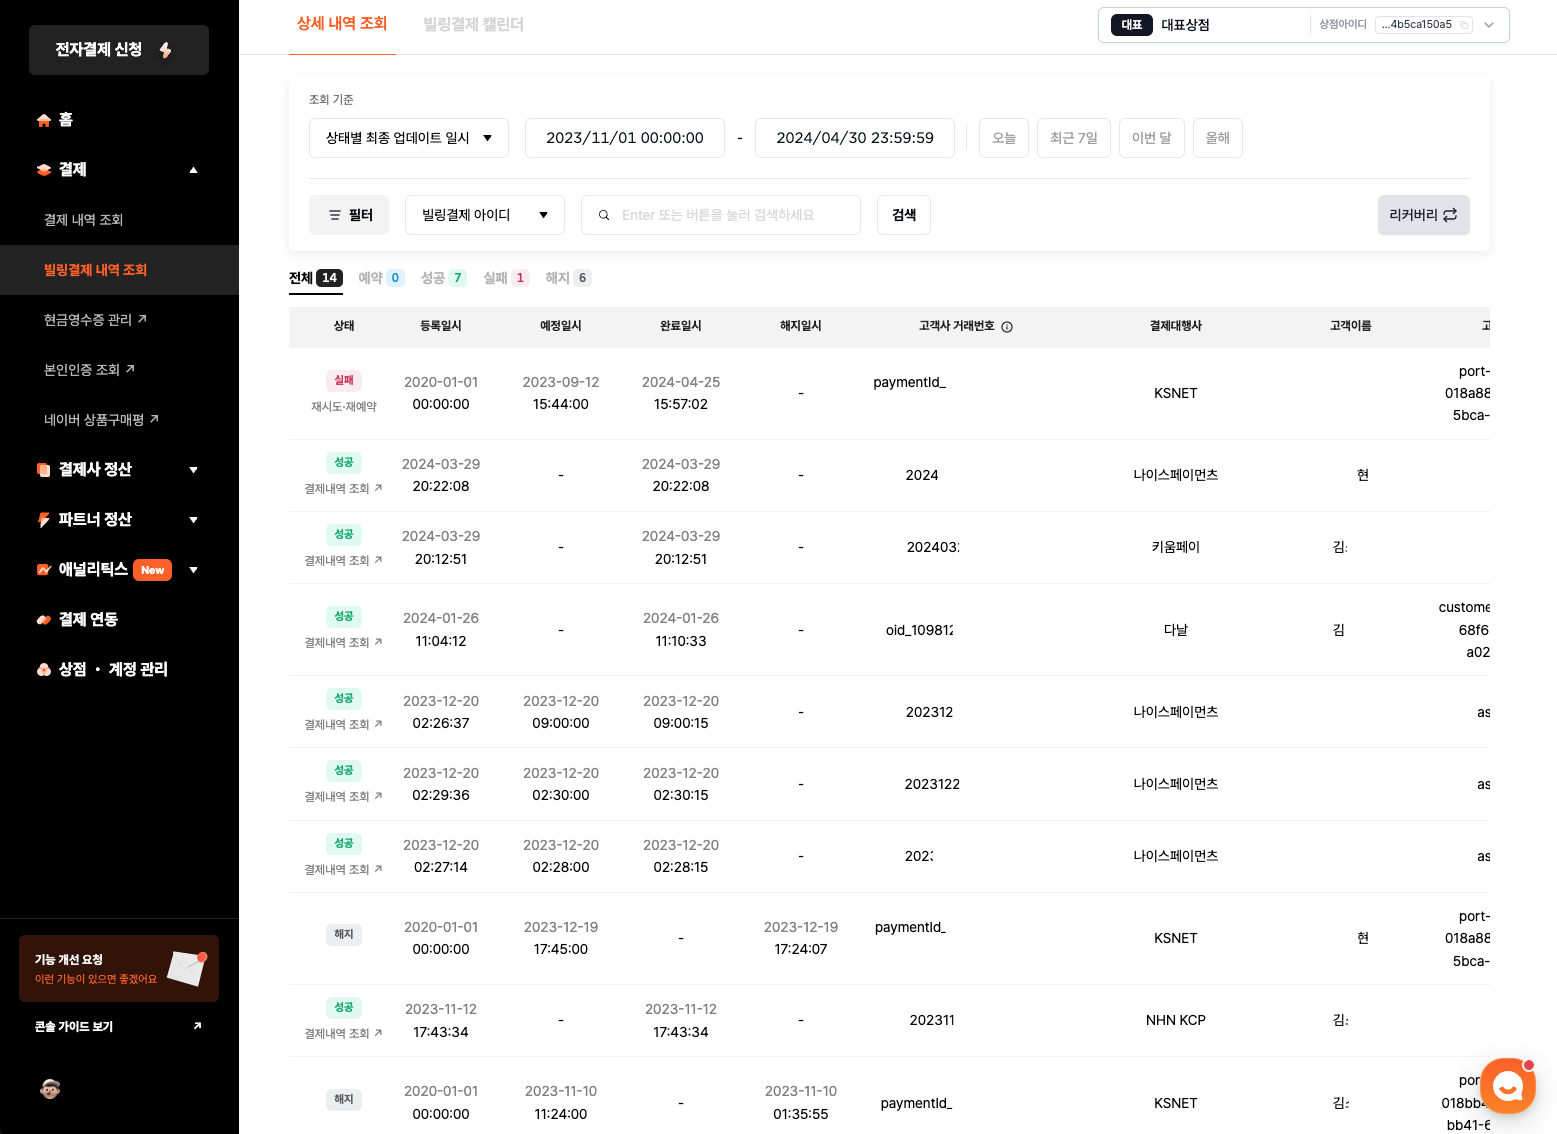 전자결제 신청
홈
결제
결제 내역 조회
빌링결제 내역 조회
현금영수증 관리 ↗
본인인증 조회 ↗
네이버 상품구매평 ↗
결제사 정산
파트너 정산
애널리틱스 New
결제 연동
상점 • 계정 관리
기능 개선 요청
이런 기능이 있으면 좋겠어요
콘솔 가이드 보기 ↗
상세 내역 조회 빌링결제 캘린더 대표 대표상점 상점아이디 ...4b5ca150a5
조회 기준
상태별 최종 업데이트 일시 2023/11/01 00:00:00 - 2024/04/30 23:59:59 오늘 최근 7일 이번 달 올해
필터 빌링결제 아이디 Enter 또는 버튼을 눌러 검색하세요 검색 리커버리
전체 14 예약 0 성공 7 실패 1 해지 6
상태 등록일시 예정일시 완료일시 해지일시 고객사 거래번호 결제대행사 고객이름
실패 2020-01-01 2023-09-12 2024-04-25 - paymentId_ KSNET port-
재시도·재예약 00:00:00 15:44:00 15:57:02 018a88
5bca-
성공 2024-03-29 - 2024-03-29 - 2024 나이스페이먼츠 현
결제내역 조회 ↗ 20:22:08 20:22:08
성공 2024-03-29 - 2024-03-29 - 202403 키움페이 김
결제내역 조회 ↗ 20:12:51 20:12:51
성공 2024-01-26 - 2024-01-26 - oid_10981 다날 김 custome
결제내역 조회 ↗ 11:04:12 11:10:33 68f6
a02
성공 2023-12-20 2023-12-20 2023-12-20 - 202312 나이스페이먼츠 as
결제내역 조회 ↗ 02:26:37 09:00:00 09:00:15
성공 2023-12-20 2023-12-20 2023-12-20 - 2023122 나이스페이먼츠 as
결제내역 조회 ↗ 02:29:36 02:30:00 02:30:15
성공 2023-12-20 2023-12-20 2023-12-20 - 202 나이스페이먼츠 as
결제내역 조회 ↗ 02:27:14 02:28:00 02:28:15
해지 2020-01-01 2023-12-19 - 2023-12-19 paymentId_ KSNET 현 port-
00:00:00 17:45:00 17:24:07 018a88
5bca-
성공 2023-11-12 - 2023-11-12 - 202311 NHN KCP 김
결제내역 조회 ↗ 17:43:34 17:43:34
해지 2020-01-01 2023-11-10 - 2023-11-10 paymentId_ KSNET 김 por
00:00:00 11:24:00 01:35:55 018bb4
bb41-6